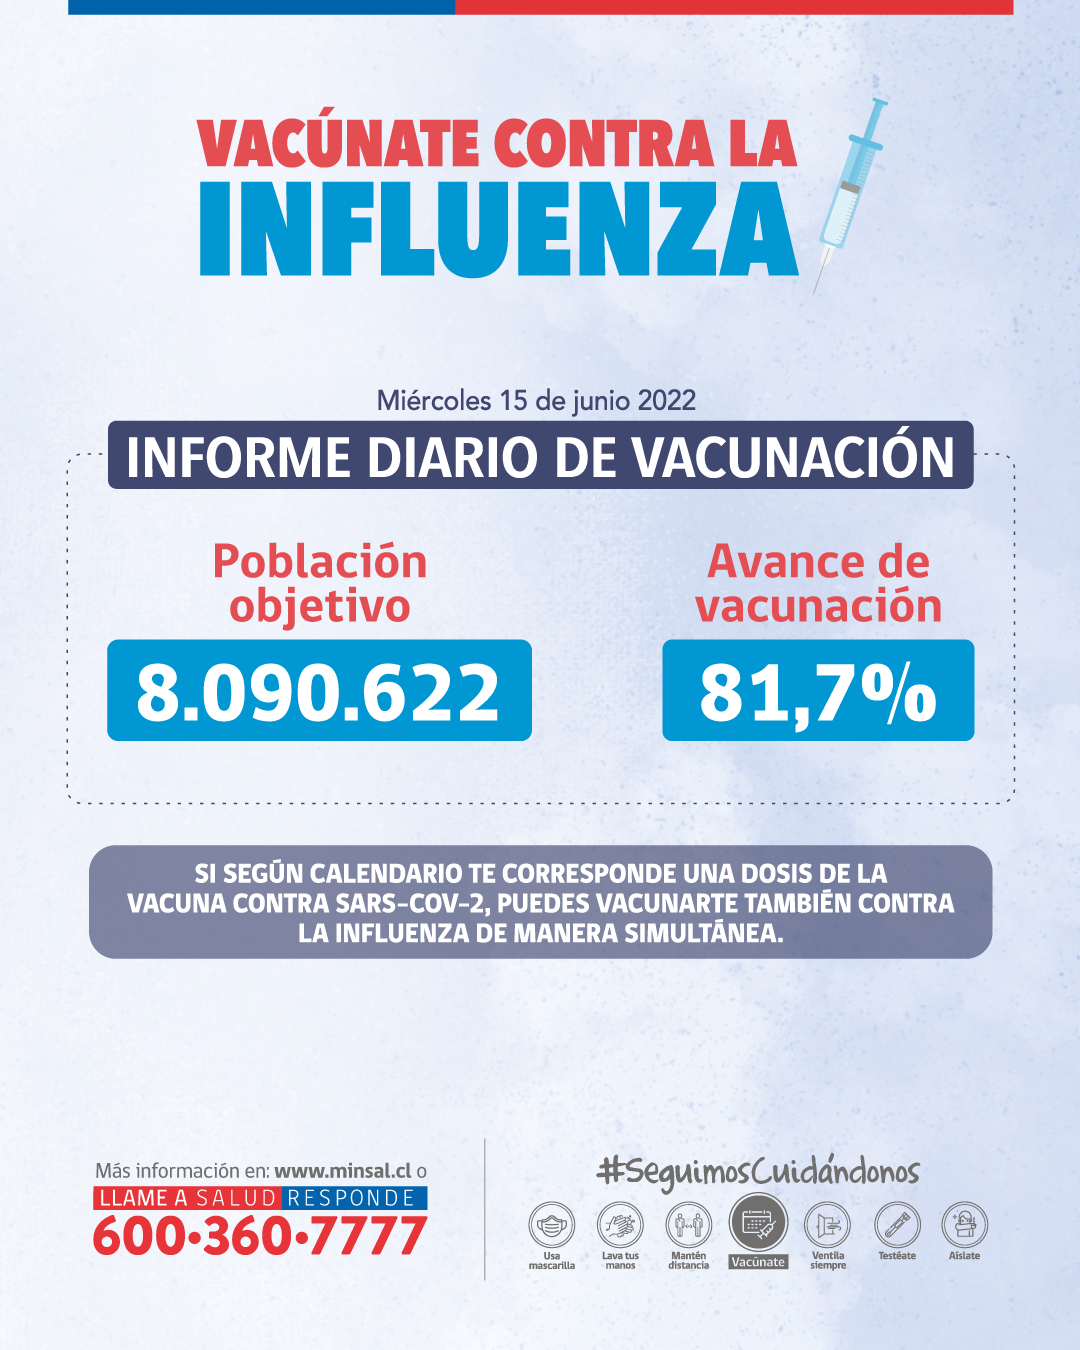 VACÚNATE CONTRA LA
INFLUENZA
Miércoles 15 de junio 2022
INFORME DIARIO DE VACUNACIÓN
Población
objetivo
8.090.622
Avance de
vacunación
81,7%
SI SEGÚN CALENDARIO TE CORRESPONDE UNA DOSIS DE LA
VACUNA CONTRA SARS-COV-2, PUEDES VACUNARTE TAMBIÉN CONTRA
LA INFLUENZA DE MANERA SIMULTÁNEA.
Más información en: www.minsal.cl o
LLAME A SALUD RESPONDE
600•360•7777
#SeguimosCuidándonos
Usa
mascarilla
Lava tus
manos
Mantén
distancia
Vacúnate
Ventila
siempre
Testéate
Aíslate